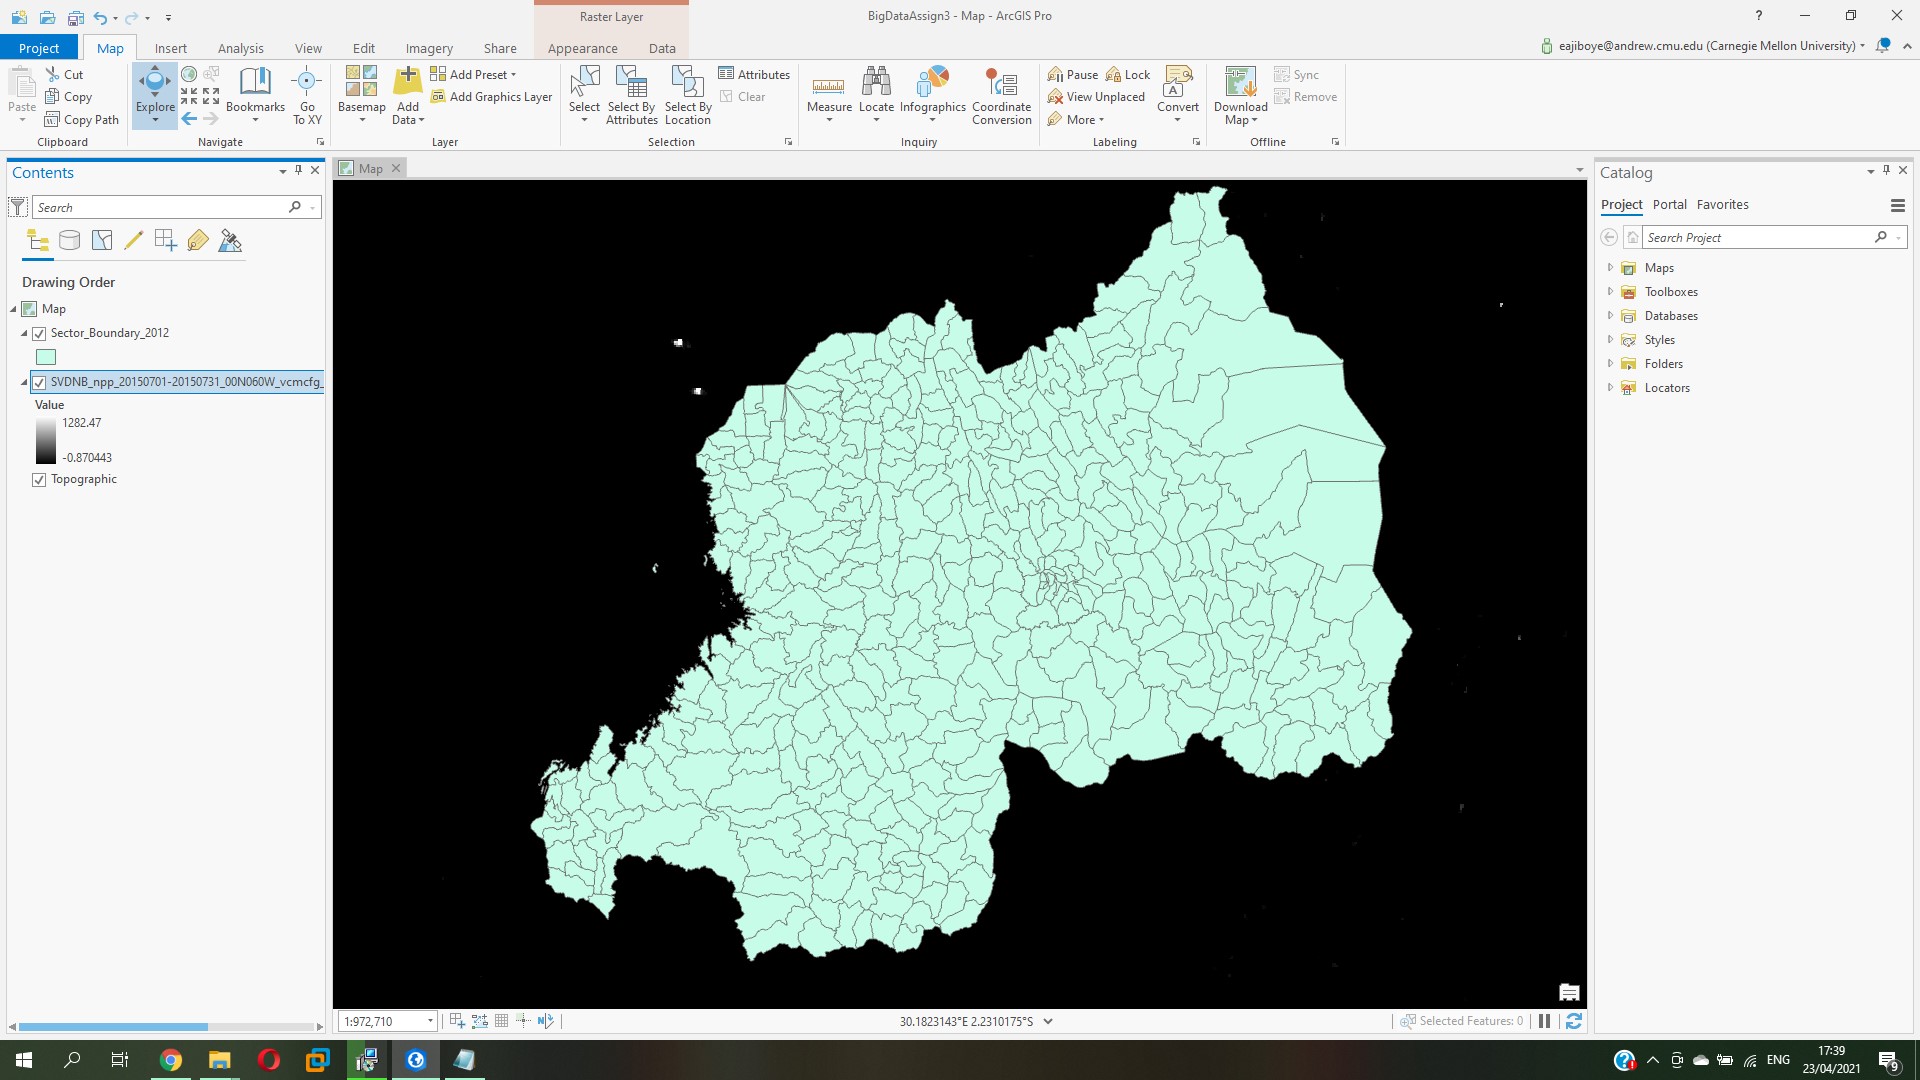 Raster Layer
BigDataAssign3 - Map - ArcGIS Pro
?
Project
Map
Insert
Analysis
View
Edit
Imagery
Share
Appearance
Data
eajiboye@andrew.cmu.edu (Carnegie Mellon University)
Paste
Cut
Copy
Copy Path
Clipboard
Explore
Bookmarks
Go
To XY
Navigate
Basemap
Add
Data
Add Preset
Add Graphics Layer
Layer
Select
Select By
Attributes
Select By
Location
Attributes
Clear
Selection
Measure
Locate
Infographics
Coordinate
Conversion
Inquiry
Pause
Lock
View Unplaced
More
Convert
Labeling
Download
Map
Sync
Remove
Offline
Contents
Search
Drawing Order
Map
Sector_Boundary_2012
SVDNB_npp_20150701-20150731_00N060W_vcmcfg_
Value
1282.47
-0.870443
Topographic
Map
1:972,710
30.1823143°E 2.2310175°S
Selected Features: 0
Catalog
Project
Portal
Favorites
Search Project
Maps
Toolboxes
Databases
Styles
Folders
Locators
ENG
17:39
23/04/2021
9